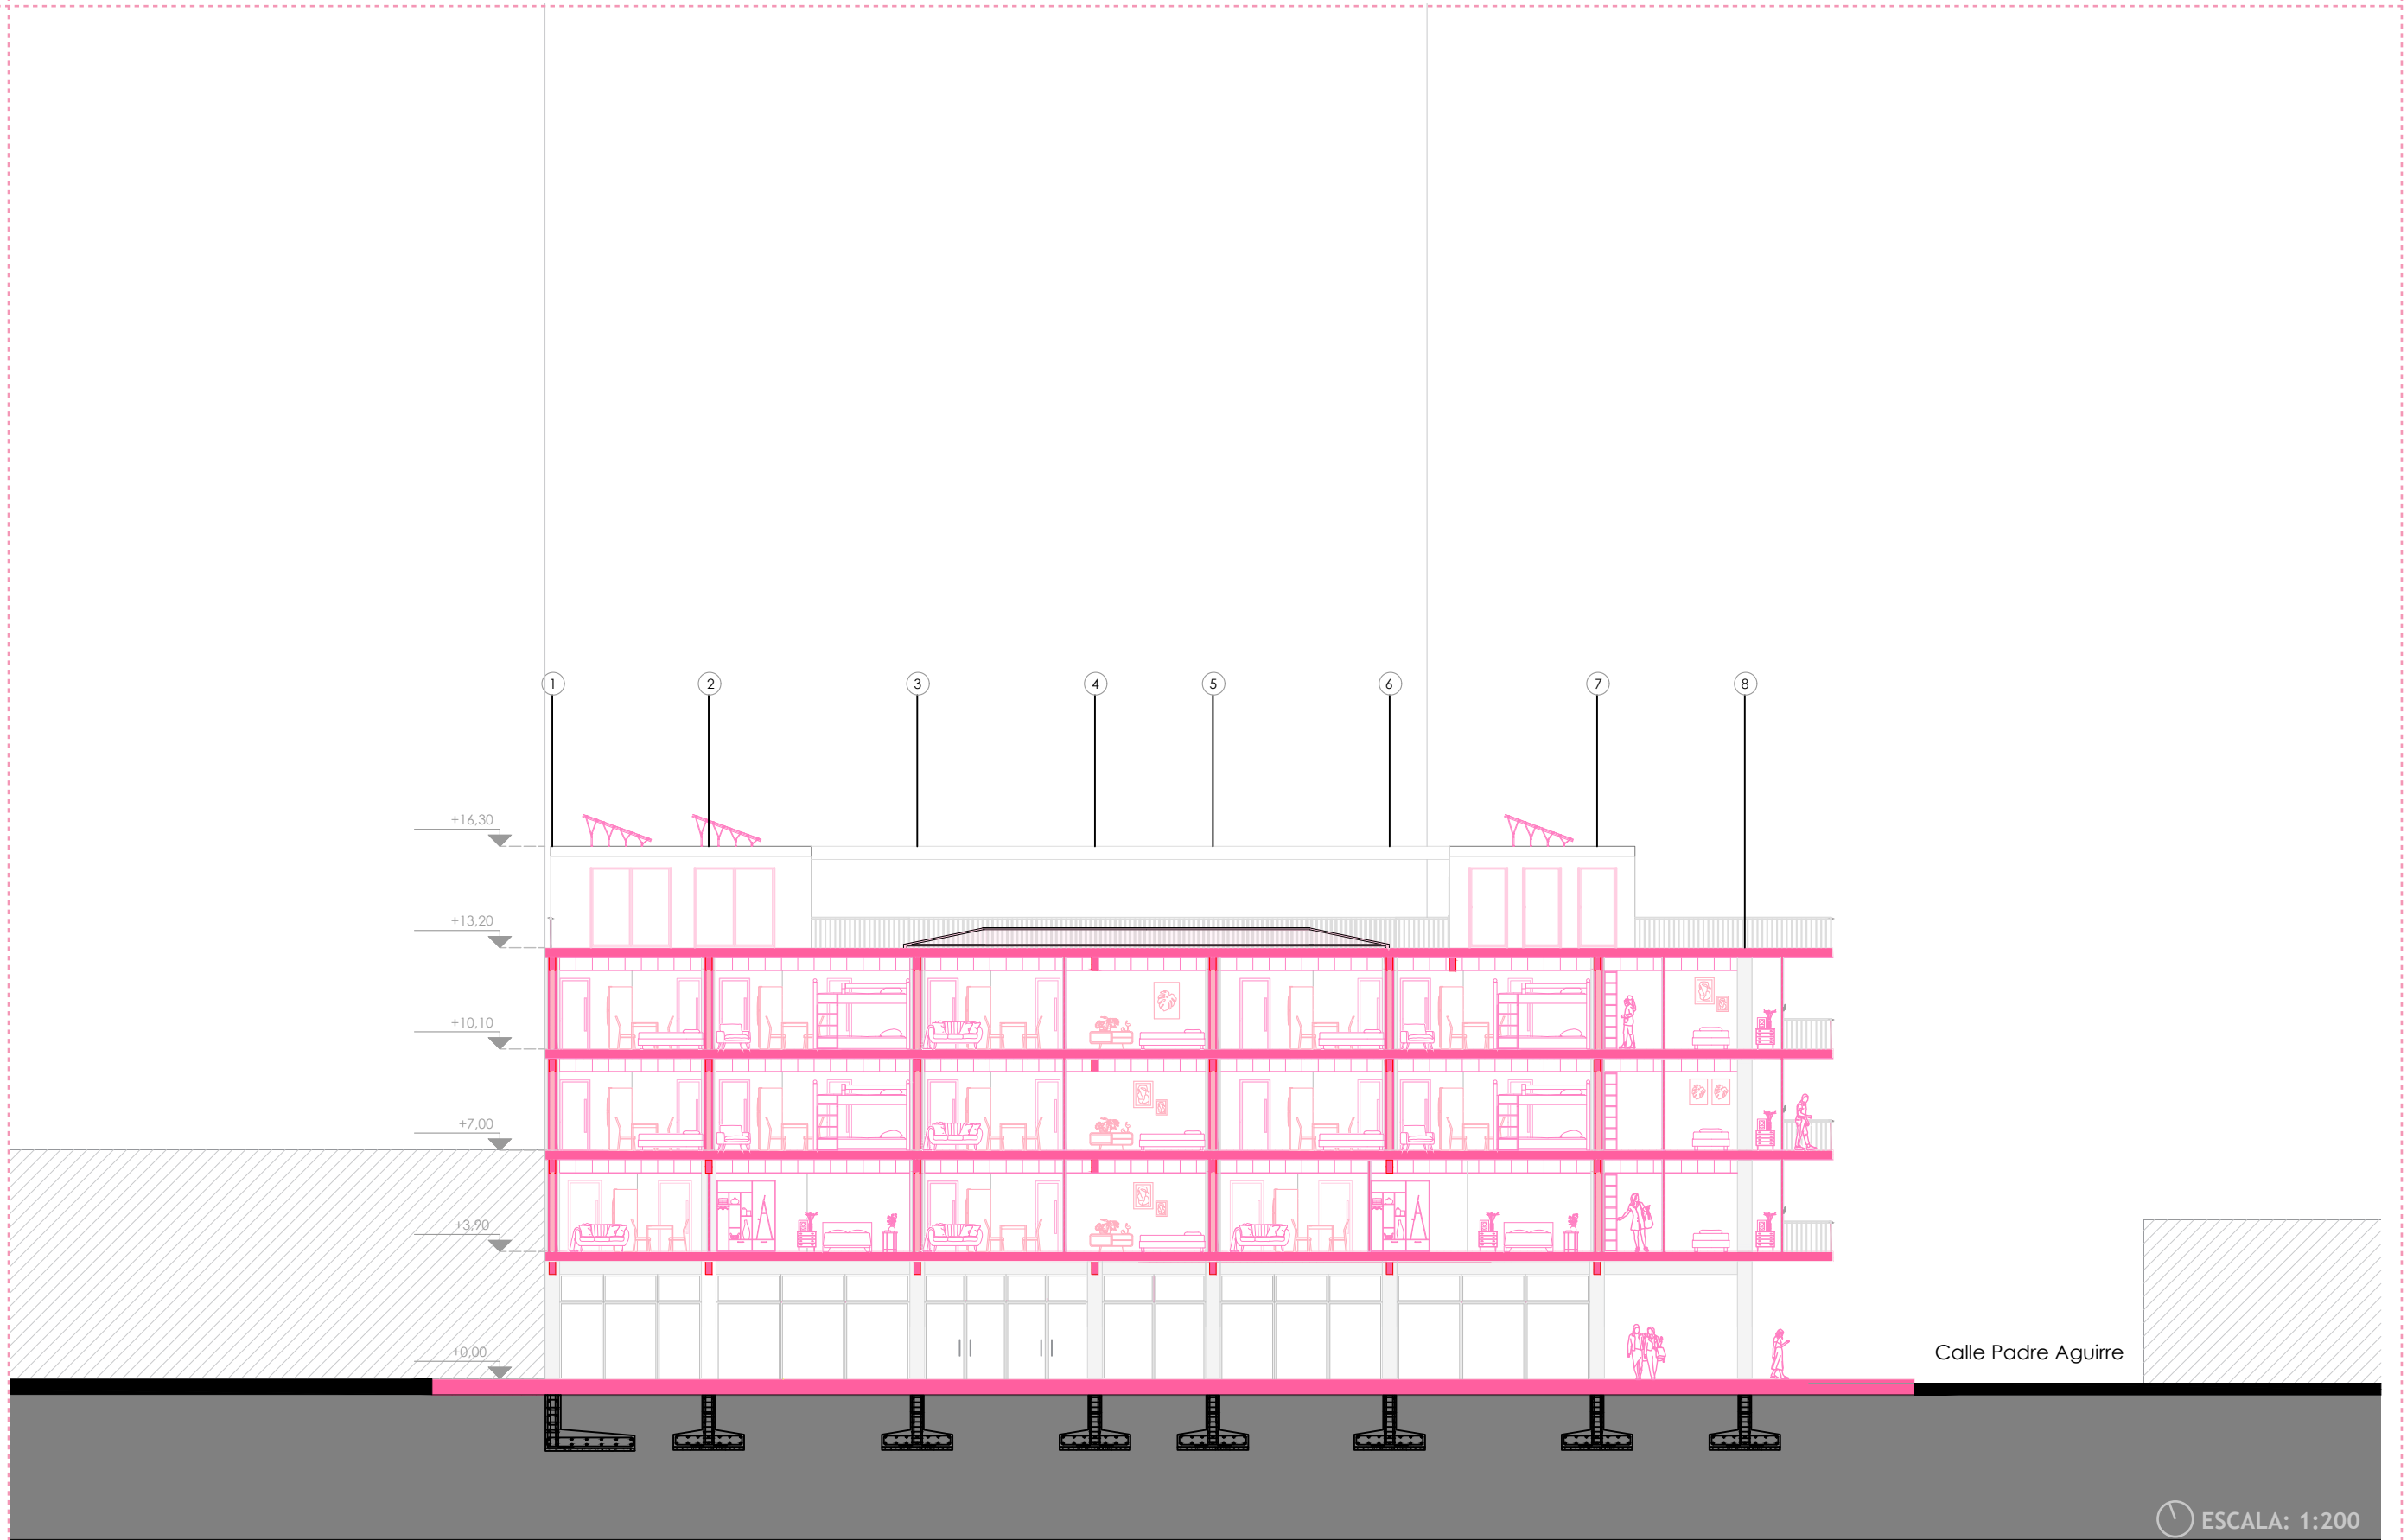 1 2 3 4 5 6 7 8
+16,30
+13,20
+10,10
+7,00
+3,90
+0,00
Calle Padre Aguirre
ESCALA: 1:200